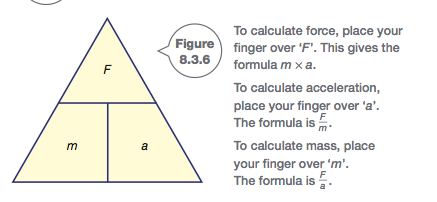 F
m
a
Figure
8.3.6
To calculate force, place your
finger over ‘F’. This gives the
formula m x a.
To calculate acceleration,
place your finger over ‘a’.
The formula is F/m.
To calculate mass, place
your finger over ‘m’.
The formula is F/a.